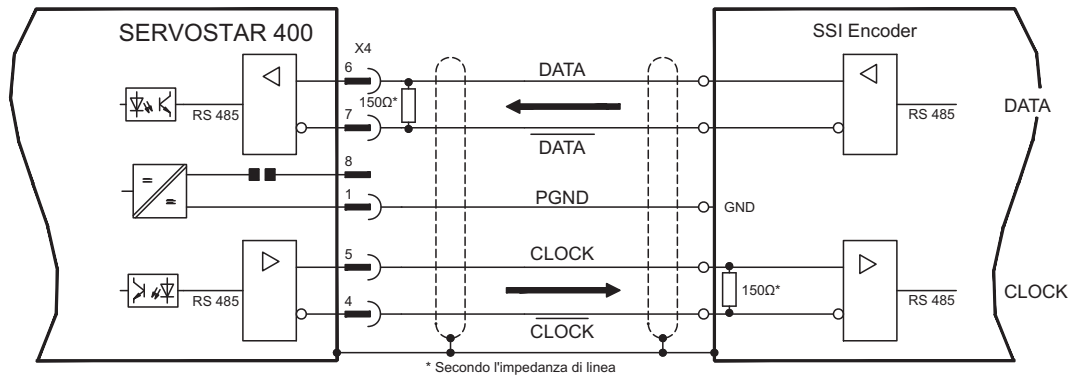 SERVOSTAR 400
X4
SSI Encoder
6
DATA
150Ω*
RS 485
RS 485
DATA
7
DATA
8
=
=
1
PGND
GND
5
CLOCK
150Ω*
RS 485
RS 485
CLOCK
4
CLOCK
* Secondo l'impedanza di linea